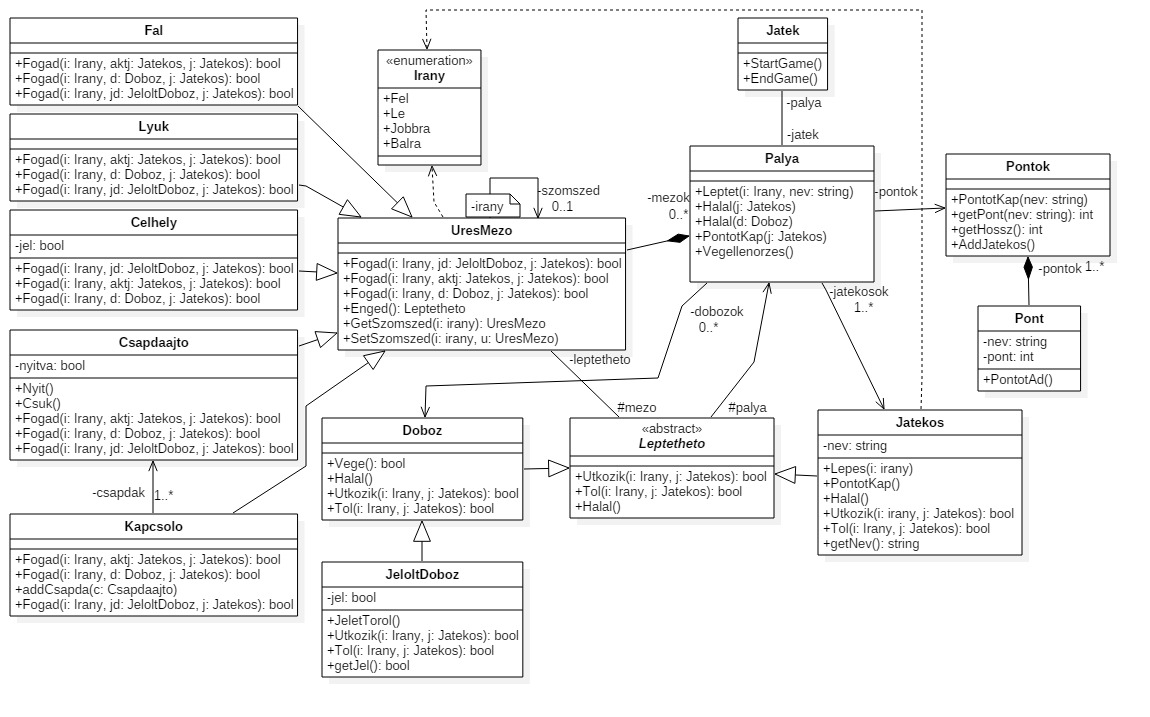 Fal
+Fogad(i: Irany, aktj: Jatekos, j: Jatekos): bool
+Fogad(i: Irany, d: Doboz, j: Jatekos): bool
+Fogad(i: Irany, jd: JeloltDoboz, j: Jatekos): bool
Lyuk
+Fogad(i: Irany, aktj: Jatekos, j: Jatekos): bool
+Fogad(i: Irany, d: Doboz, j: Jatekos): bool
+Fogad(i: Irany, jd: JeloltDoboz, j: Jatekos): bool
Celhely
-jel: bool
+Fogad(i: Irany, jd: JeloltDoboz, j: Jatekos): bool
+Fogad(i: Irany, aktj: Jatekos, j: Jatekos): bool
+Fogad(i: Irany, d: Doboz, j: Jatekos): bool
Csapdaajto
-nyitva: bool
+Nyit()
+Csuk()
+Fogad(i: Irany, aktj: Jatekos, j: Jatekos): bool
+Fogad(i: Irany, d: Doboz, j: Jatekos): bool
+Fogad(i: Irany, jd: JeloltDoboz, j: Jatekos): bool
-csapdak
1..*
Kapcsolo
+Fogad(i: Irany, aktj: Jatekos, j: Jatekos): bool
+Fogad(i: Irany, d: Doboz, j: Jatekos): bool
+addCsapda(c: Csapdaajto)
+Fogad(i: Irany, jd: JeloltDoboz, j: Jatekos): bool
«enumeration»
Irany
+Fel
+Le
+Jobbra
+Balra
-irany
-szomszed
0..1
UresMezo
+Fogad(i: Irany, jd: JeloltDoboz, j: Jatekos): bool
+Fogad(i: Irany, aktj: Jatekos, j: Jatekos): bool
+Fogad(i: Irany, d: Doboz, j: Jatekos): bool
+Enged(): Leptetheto
+GetSzomszed(i: irany): UresMezo
+SetSzomszed(i: irany, u: UresMezo)
-leptetheto
#mezo
Jatek
+StartGame()
+EndGame()
-palya
-jatek
Palya
+Leptet(i: Irany, nev: string)
+Halal(j: Jatekos)
+Halal(d: Doboz)
+PontotKap(j: Jatekos)
+Vegellenorzes()
-mezok
0..*
-pontok
-dobozok
0..*
#palya
-jatekosok
1..*
Pontok
+PontotKap(nev: string)
+getPont(nev: string): int
+getHossz(): int
+AddJatekos()
-pontok
1..*
Pont
-nev: string
-pont: int
+PontotAd()
Doboz
+Vege(): bool
+Halal()
+Utkozik(i: Irany, j: Jatekos): bool
+Tol(i: Irany, j: Jatekos): bool
JeloltDoboz
-jel: bool
+JeletTorol()
+Utkozik(i: Irany, j: Jatekos): bool
+Tol(i: Irany, j: Jatekos): bool
+getJel(): bool
«abstract»
Leptetheto
+Utkozik(i: Irany, j: Jatekos): bool
+Tol(i: Irany, j: Jatekos): bool
+Halal()
Jatekos
-nev: string
+Lepes(i: irany)
+PontotKap()
+Halal()
+Utkozik(i: irany, j: Jatekos): bool
+Tol(i: Irany, j: Jatekos): bool
+getNev(): string